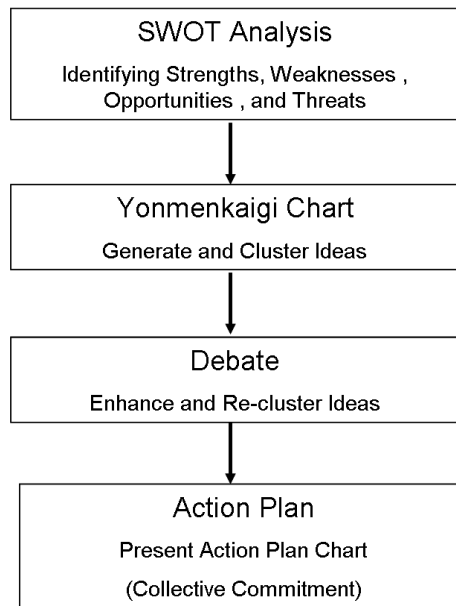 SWOT Analysis
Identifying Strengths, Weaknesses ,
Opportunities , and Threats
Yonmenkaigi Chart
Generate and Cluster Ideas
Debate
Enhance and Re-cluster Ideas
Action Plan
Present Action Plan Chart
(Collective Commitment)